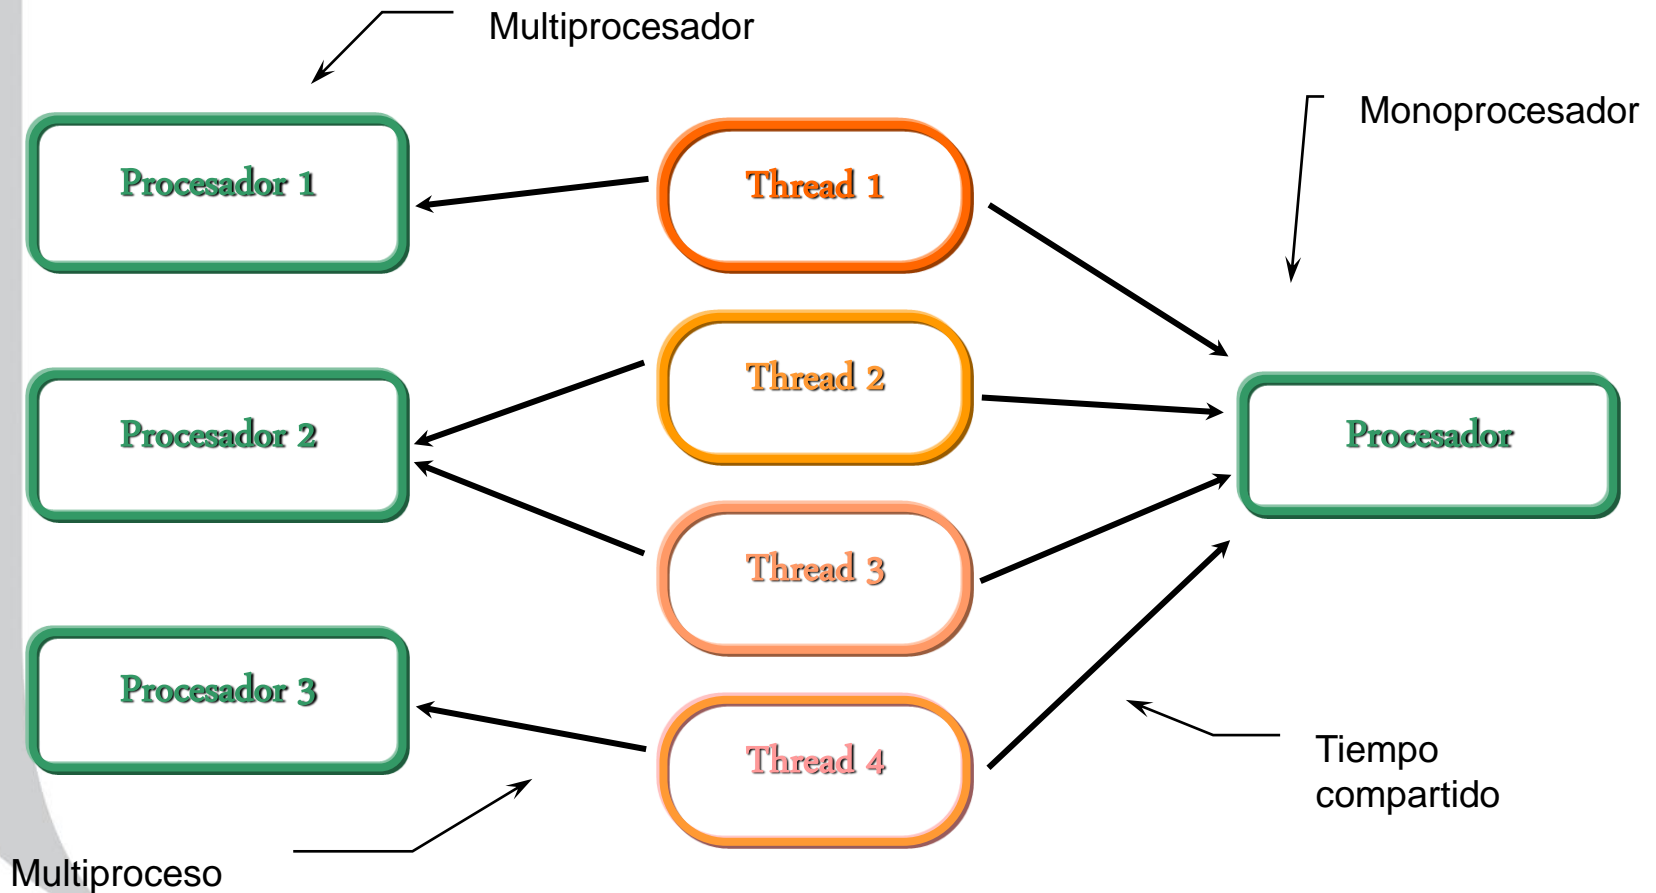 Multiprocesador
Monoprocesador
Procesador 1
Thread 1
Thread 2
Procesador 2
Procesador
Thread 3
Procesador 3
Thread 4
Tiempo
compartido
Multiproceso